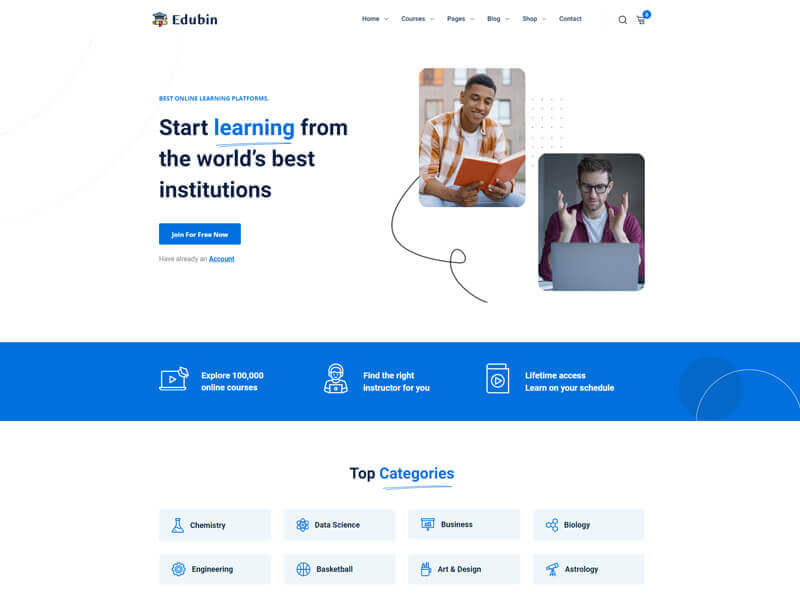 Edubin
Home Courses Pages Blog Shop Contact
0
BEST ONLINE LEARNING PLATFORMS.
Start learning from
the world's best
institutions
Join For Free Now
Have already an Account
Explore 100,000
online courses
Find the right
instructor for you
Lifetime access
Learn on your schedule
Top Categories
Chemistry
Data Science
Business
Biology
Engineering
Basketball
Art & Design
Astrology